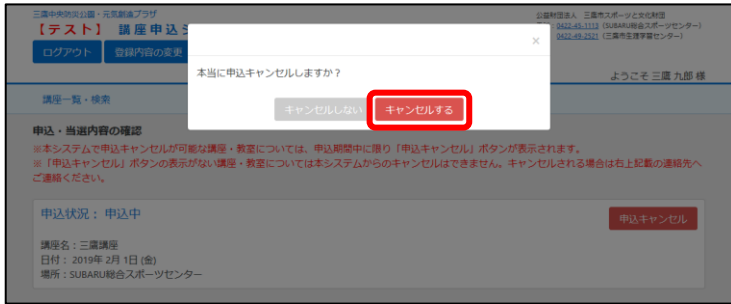 三鷹中央防災公園・元気創造プラザ
【テスト】 講座申込シ
公益財団法人 三鷹市スポーツと文化財団
0422-45-1113 (SUBARU総合スポーツセンター)
0422-49-2521 (三鷹市生涯学習センター)
ログアウト 登録内容の変更
×
ようこそ 三鷹 九郎 様
本当に申込キャンセルしますか？
キャンセルしない キャンセルする
講座一覧・検索
申込・当選内容の確認
※本システムで申込キャンセルが可能な講座・教室については、申込期間中に限り「申込キャンセル」ボタンが表示されます。
※「申込キャンセル」ボタンの表示がない講座・教室については本システムからのキャンセルはできません。キャンセルされる場合は右上記載の連絡先へ
ご連絡ください。
申込状況： 申込中
申込キャンセル
講座名：三鷹講座
日付： 2019年 2月 1日 (金)
場所：SUBARU総合スポーツセンター